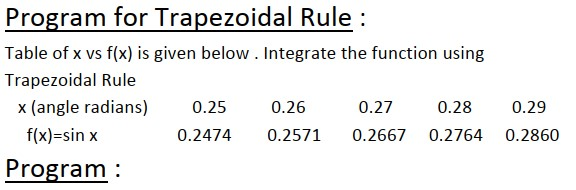 Program for Trapezoidal Rule :
Table of x vs f(x) is given below . Integrate the function using
Trapezoidal Rule
x (angle radians) 0.25 0.26 0.27 0.28 0.29
f(x)=sin x 0.2474 0.2571 0.2667 0.2764 0.2860
Program :